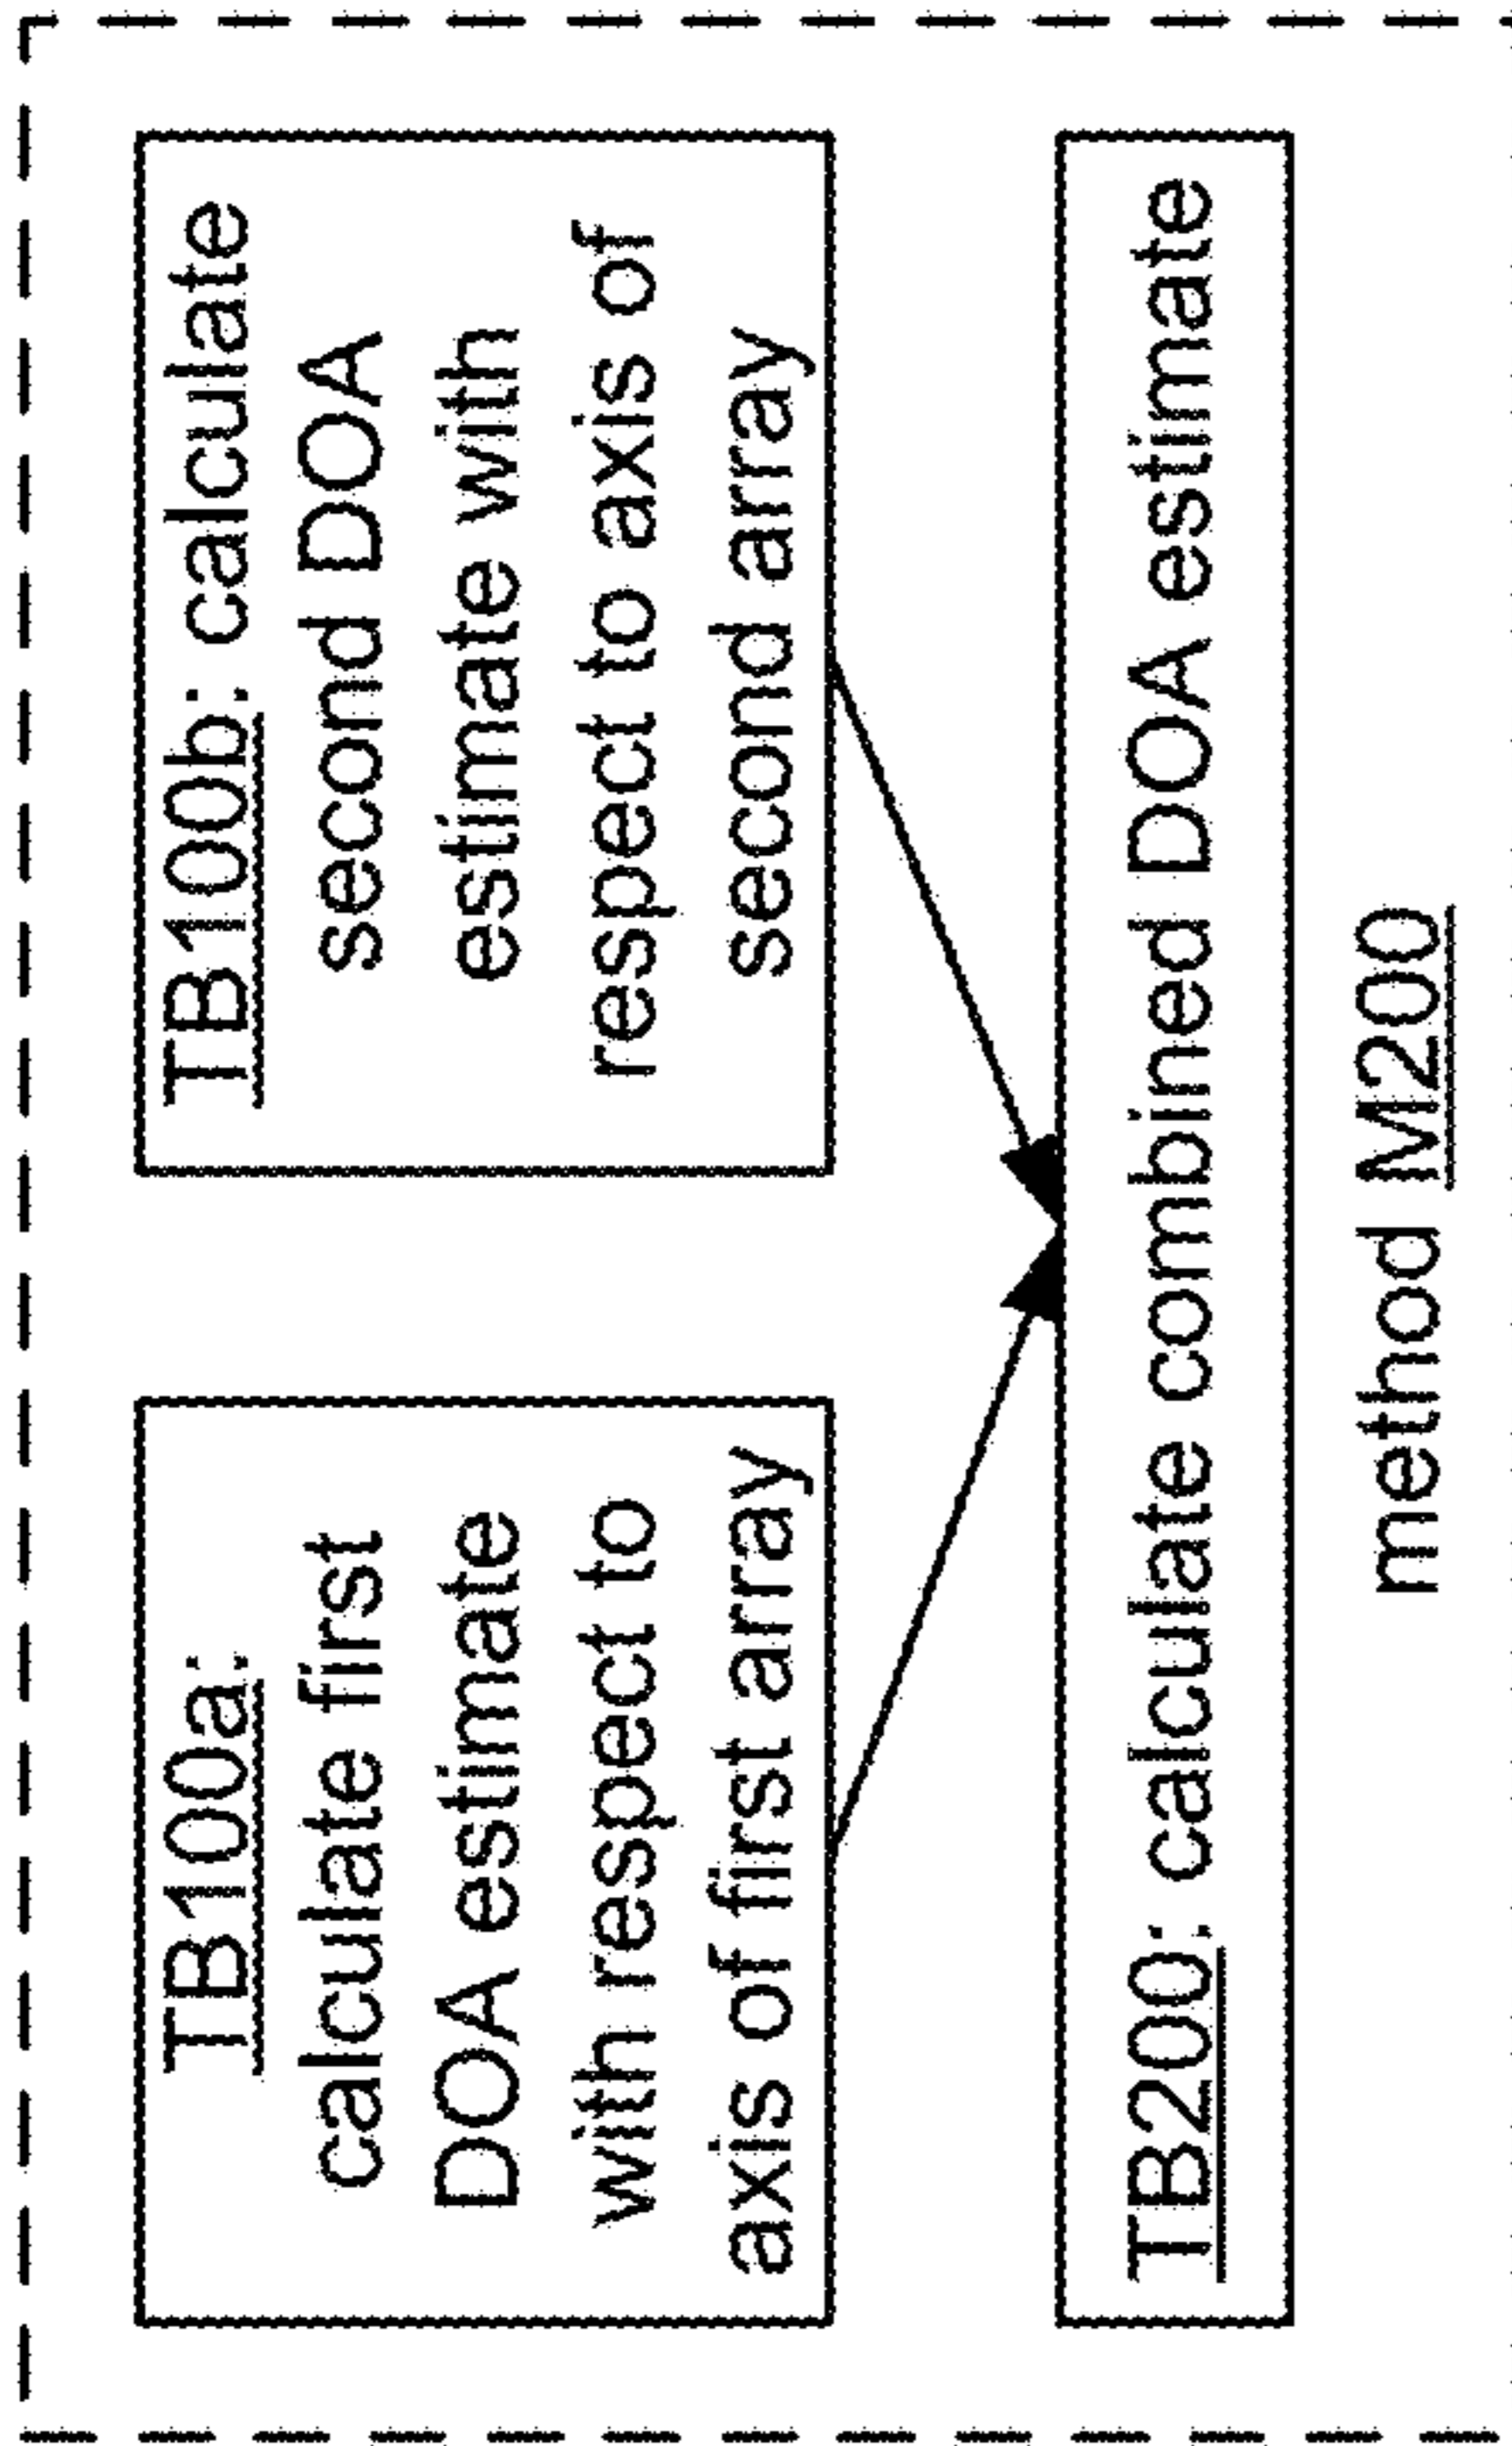 TB100a:
calculate first
DOA estimate
with respect to
axis of first array
TB100b: calculate
second DOA
estimate with
respect to axis of
second array
TB200: calculate combined DOA estimate
method M200